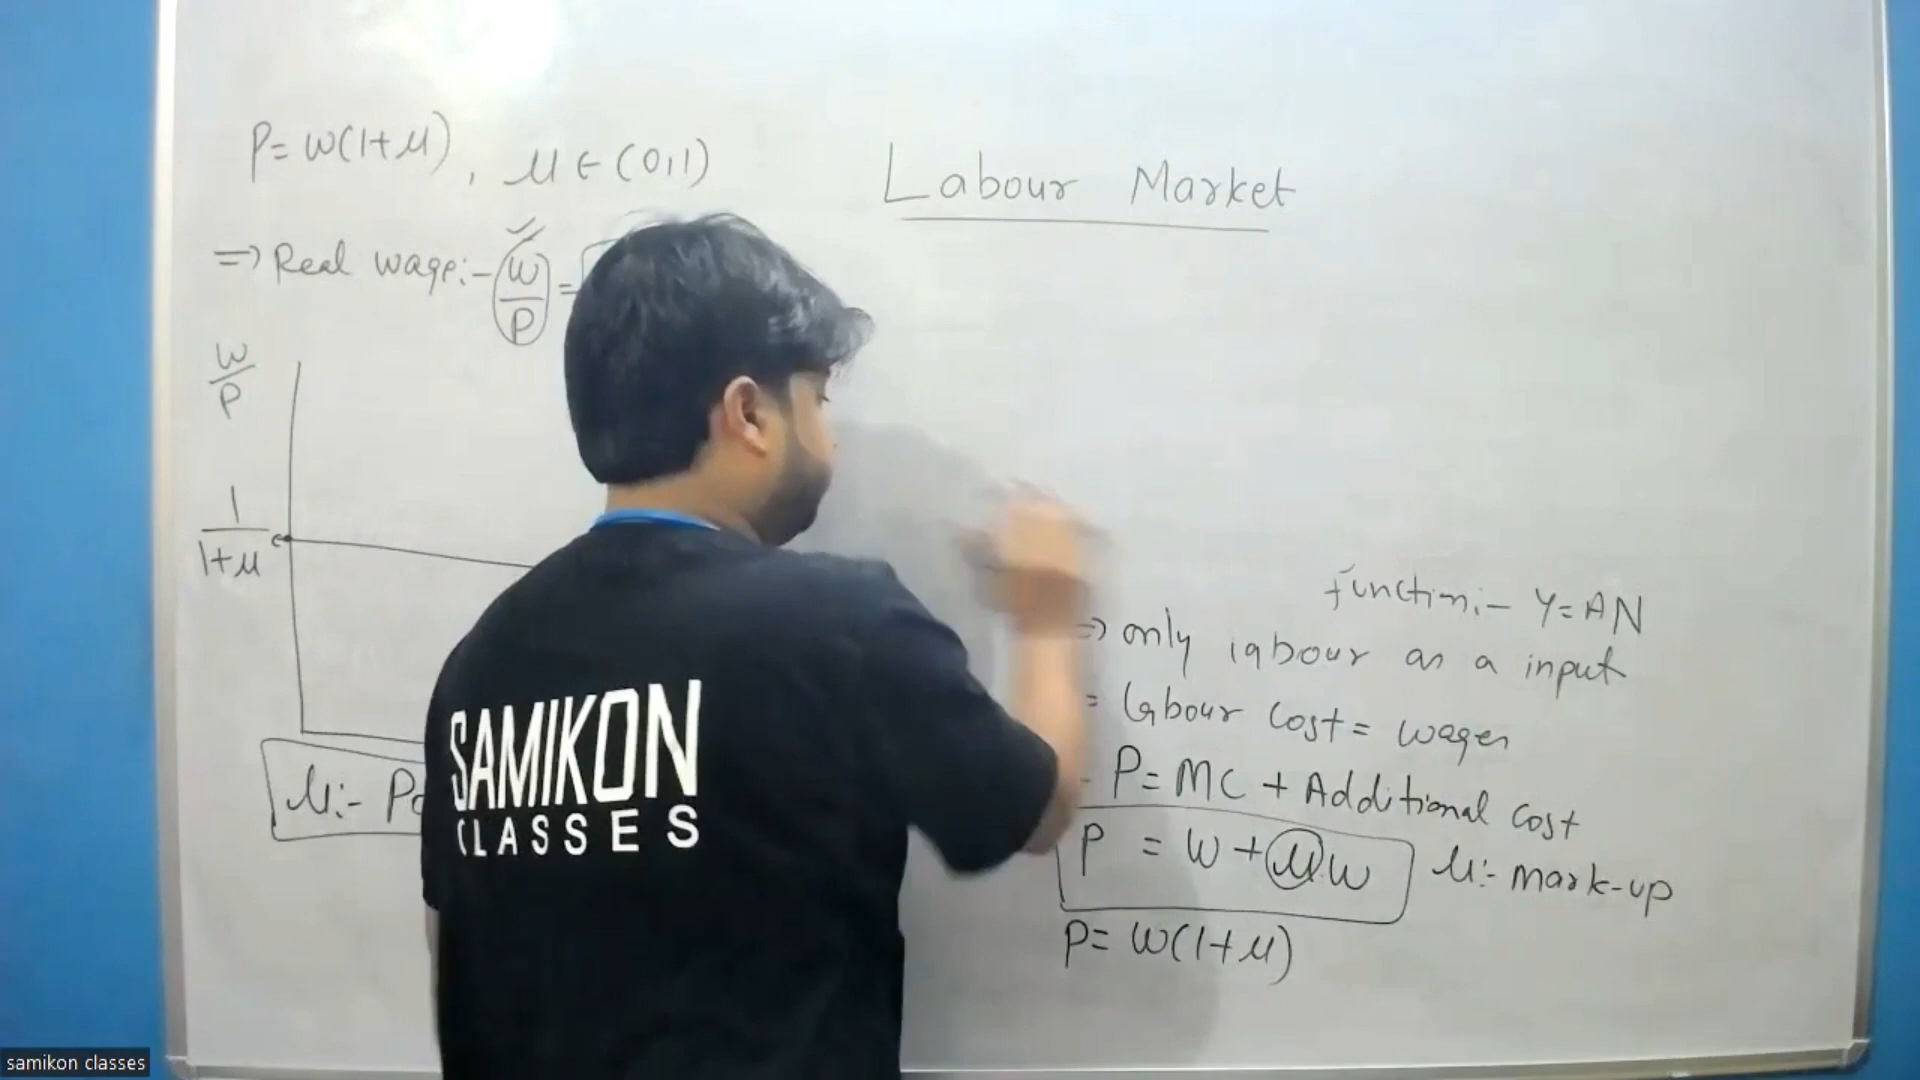 P=W(1+μ), μ∈(0,1)
Labour Market
=> Real wage:- W/P =
W/P
1/1+μ
μ:-
SAMIKON
CLASSES
function:- Y=AN
=> only labour as a input
= labour cost = wages
- P=MC + Additional cost
P = W+μW
μ:- mark-up
P= W(1+μ)
samikon classes